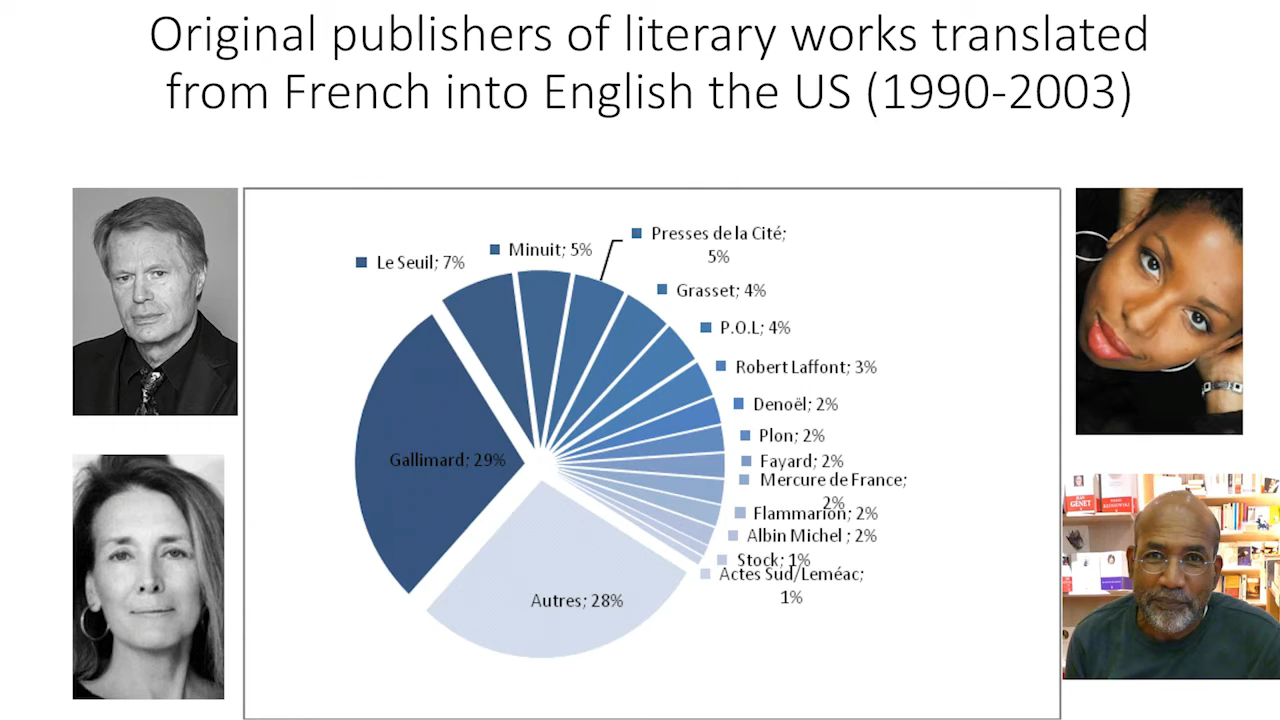 Original publishers of literary works translated
from French into English the US (1990-2003)
Le Seuil; 7%
Minuit; 5%
Presses de la Cité;
5%
Grasset; 4%
P.O.L; 4%
Robert Laffont; 3%
Denoël; 2%
Plon; 2%
Fayard; 2%
Mercure de France;
2%
Flammarion; 2%
Albin Michel ; 2%
Stock; 1%
Actes Sud/Leméac;
1%
Gallimard; 29%
Autres; 28%
JEAN
GENET